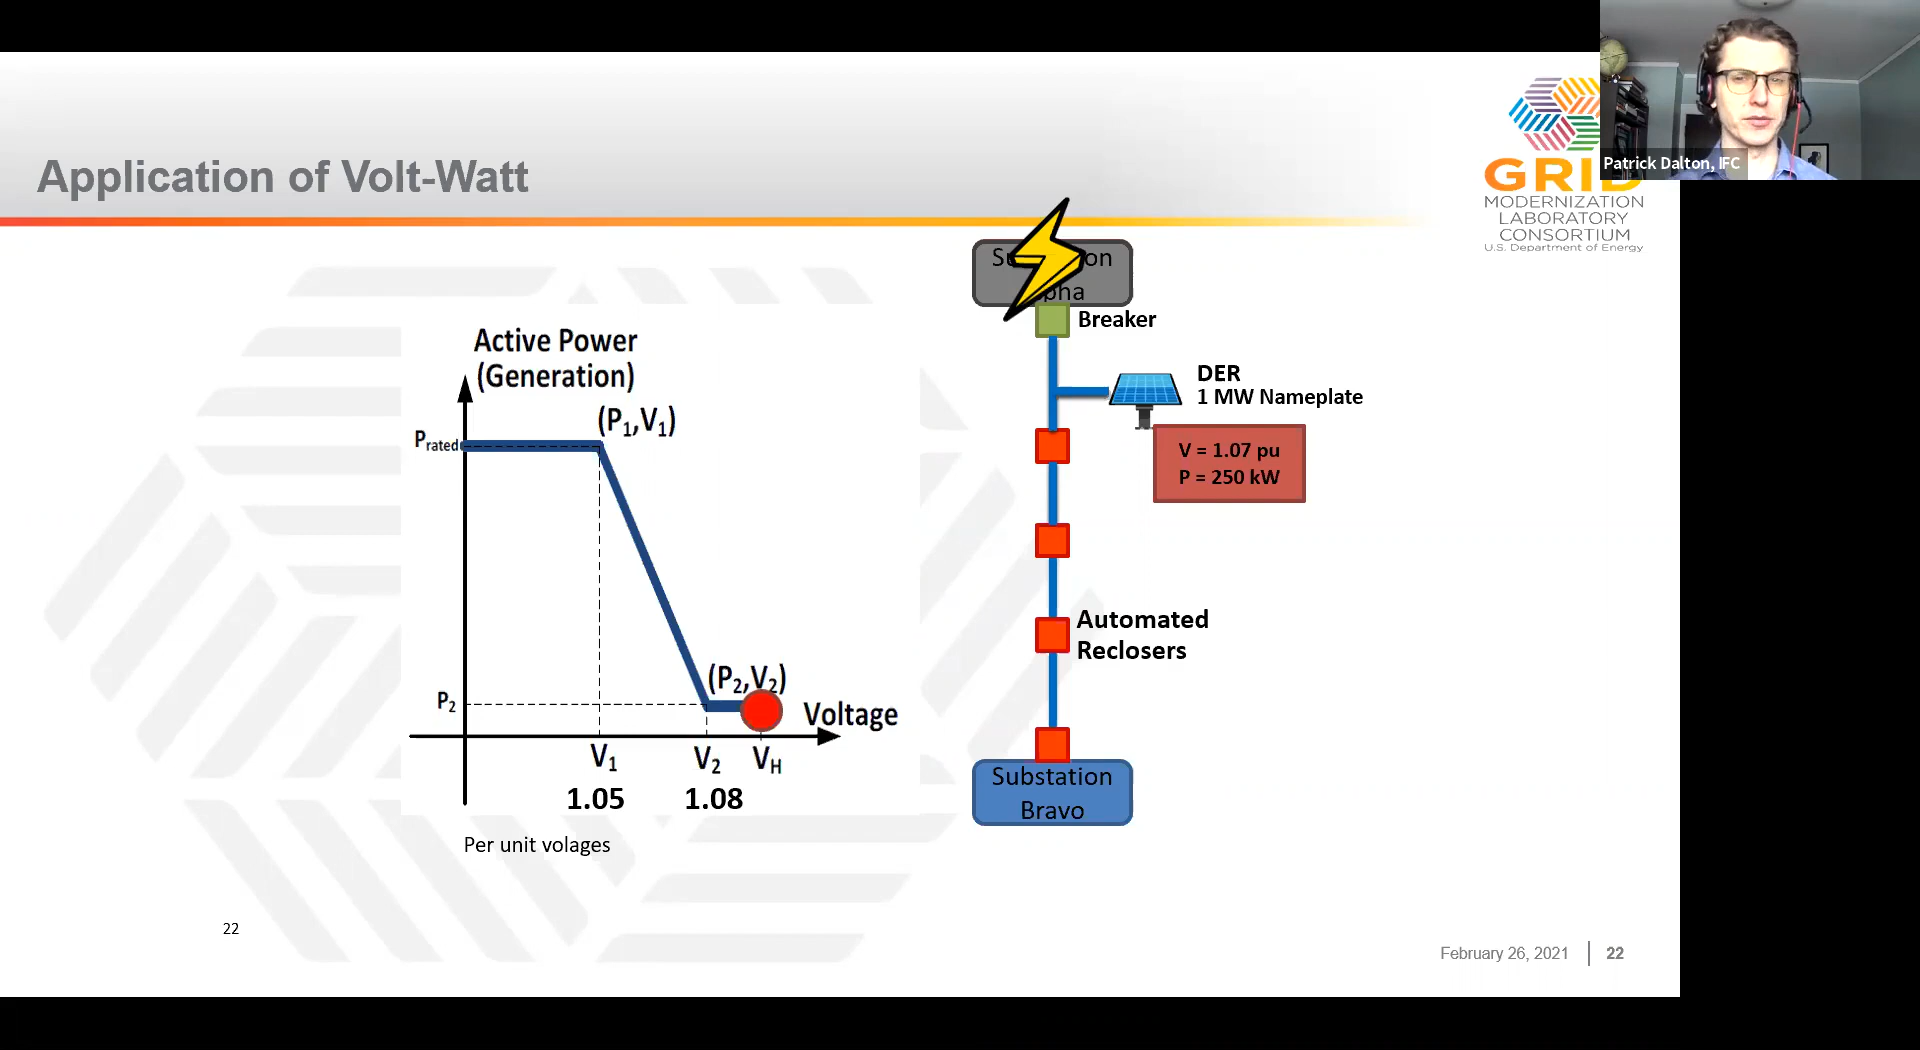 Application of Volt-Watt
Patrick Dalton, IFC
GRID
MODERNIZATION
LABORATORY
CONSORTIUM
U.S. Department of Energy
Active Power
(Generation)
(P1,V1)
Prated
(P2,V2)
P2
Voltage
V1 V2 VH
1.05 1.08
Per unit volages
Breaker
DER
1 MW Nameplate
V = 1.07 pu
P = 250 kW
Automated
Reclosers
Substation
Bravo
22
February 26, 2021 22